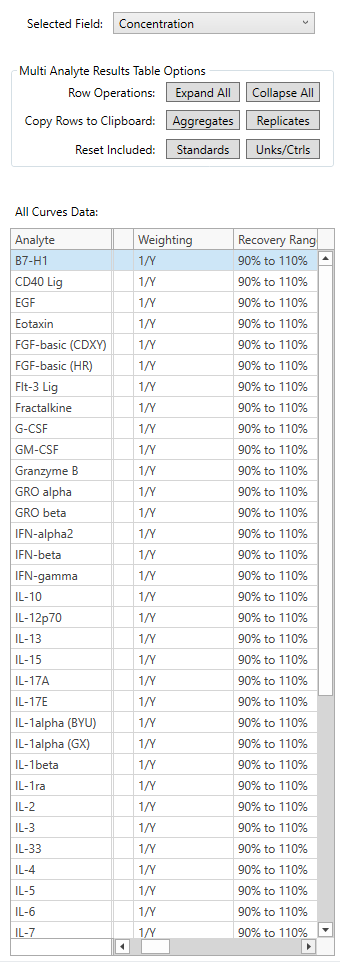 Selected Field: Concentration
Multi Analyte Results Table Options
Row Operations: Expand All Collapse All
Copy Rows to Clipboard: Aggregates Replicates
Reset Included: Standards Unks/Ctrls
All Curves Data:
Analyte Weighting Recovery Rang
B7-H1 1/Y 90% to 110%
CD40 Lig 1/Y 90% to 110%
EGF 1/Y 90% to 110%
Eotaxin 1/Y 90% to 110%
FGF-basic (CDXY) 1/Y 90% to 110%
FGF-basic (HR) 1/Y 90% to 110%
Flt-3 Lig 1/Y 90% to 110%
Fractalkine 1/Y 90% to 110%
G-CSF 1/Y 90% to 110%
GM-CSF 1/Y 90% to 110%
Granzyme B 1/Y 90% to 110%
GRO alpha 1/Y 90% to 110%
GRO beta 1/Y 90% to 110%
IFN-alpha2 1/Y 90% to 110%
IFN-beta 1/Y 90% to 110%
IFN-gamma 1/Y 90% to 110%
IL-10 1/Y 90% to 110%
IL-12p70 1/Y 90% to 110%
IL-13 1/Y 90% to 110%
IL-15 1/Y 90% to 110%
IL-17A 1/Y 90% to 110%
IL-17E 1/Y 90% to 110%
IL-1alpha (BYU) 1/Y 90% to 110%
IL-1alpha (GX) 1/Y 90% to 110%
IL-1beta 1/Y 90% to 110%
IL-1ra 1/Y 90% to 110%
IL-2 1/Y 90% to 110%
IL-3 1/Y 90% to 110%
IL-33 1/Y 90% to 110%
IL-4 1/Y 90% to 110%
IL-5 1/Y 90% to 110%
IL-6 1/Y 90% to 110%
IL-7 1/Y 90% to 110%